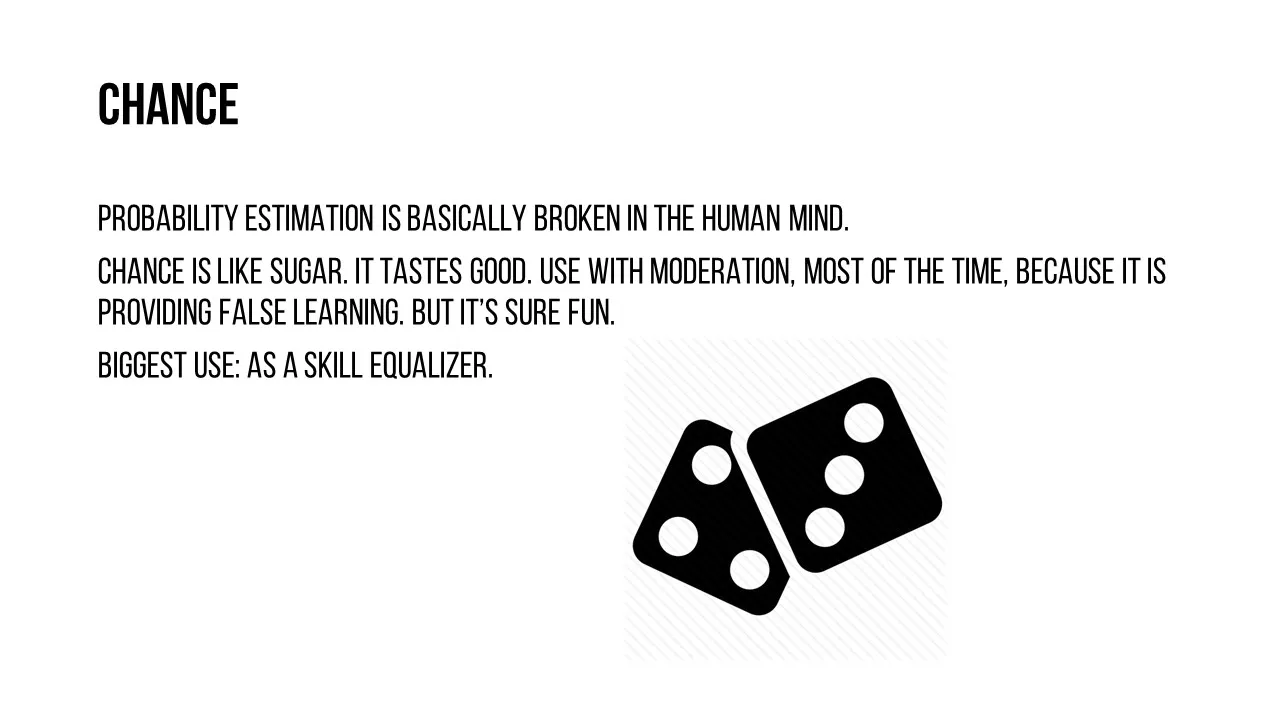 CHANCE
PROBABILITY ESTIMATION IS BASICALLY BROKEN IN THE HUMAN MIND.
CHANCE IS LIKE SUGAR. IT TASTES GOOD. USE WITH MODERATION, MOST OF THE TIME, BECAUSE IT IS
PROVIDING FALSE LEARNING. BUT IT’S SURE FUN.
BIGGEST USE: AS A SKILL EQUALIZER.